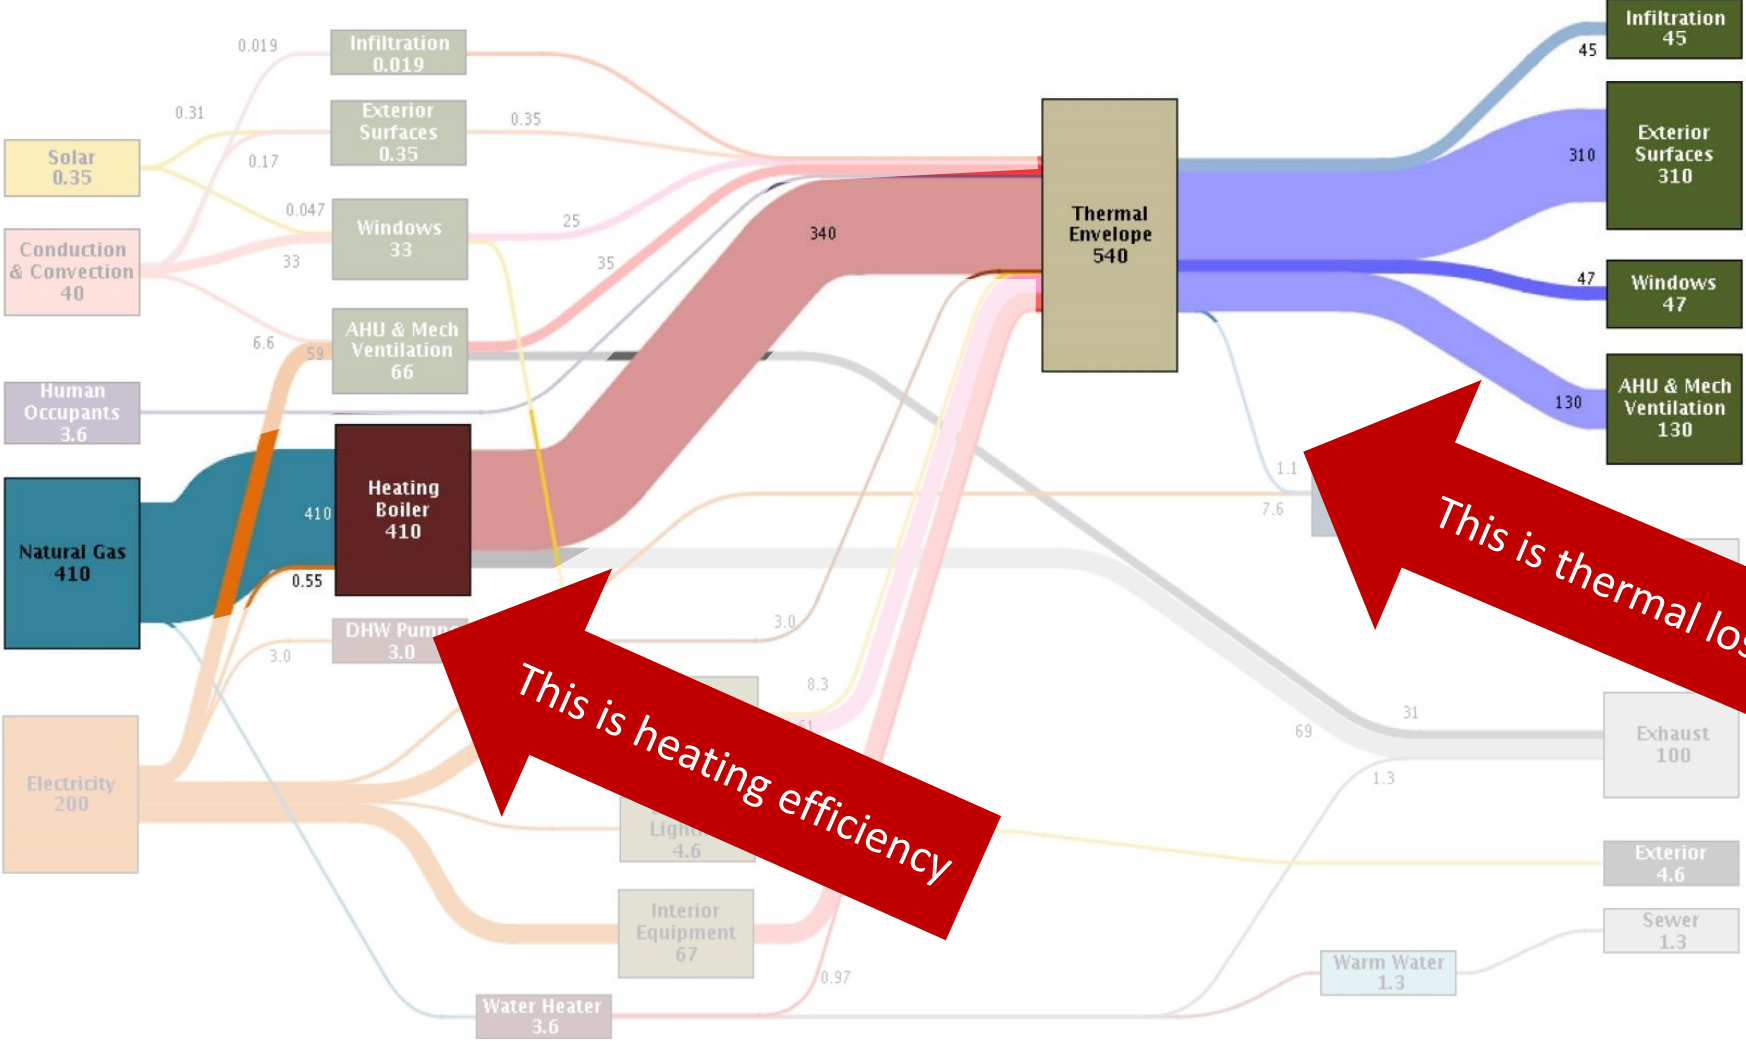 Infiltration
0.019
0.019
Exterior
Surfaces
0.35
0.31
0.35
0.17
Solar
0.35
0.047
Windows
33
25
33
35
Conduction
& Convection
40
AHU & Mech
Ventilation
66
6.6
59
Human
Occupants
3.6
Natural Gas
410
410
0.55
Heating
Boiler
410
340
DHW Pumps
3.0
3.0
3.0
Electricity
200
8.3
4.6
Interior
Equipment
67
0.97
Water Heater
3.6
Thermal
Envelope
540
45
Infiltration
45
310
Exterior
Surfaces
310
47
Windows
47
130
AHU & Mech
Ventilation
130
1.1
7.6
31
69
1.3
Exhaust
100
Exterior
4.6
Sewer
1.3
Warm Water
1.3
This is heating efficiency
This is thermal